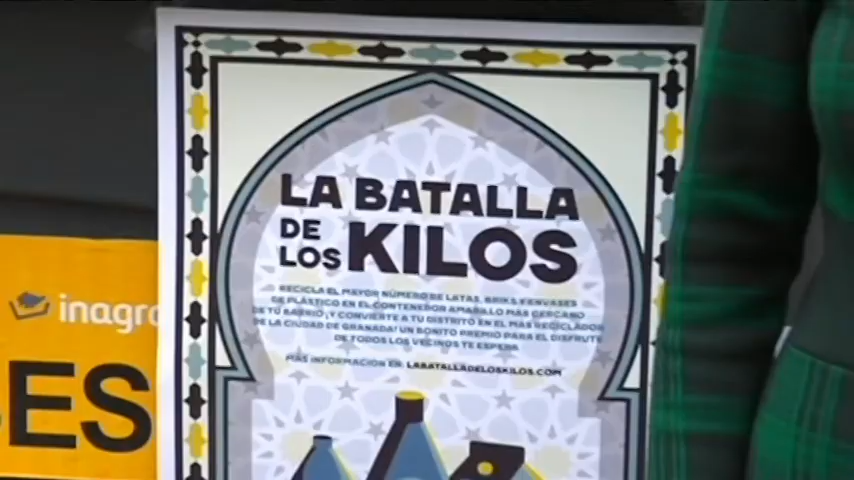 LA BATALLA
DE LOS KILOS
RECICLA EL MAYOR NÚMERO DE LATAS, BRIKS Y ENVASES
DE PLÁSTICO EN EL CONTENEDOR AMARILLO MÁS CERCANO
DE TU BARRIO ¡Y CONVIERTE A TU DISTRITO EN EL MÁS RECICLADOR
DE LA CIUDAD DE GRANADA! UN BONITO PREMIO PARA EL DISFRUTE
DE TODOS LOS VECINOS TE ESPERA
MÁS INFORMACIÓN EN: LABATALLADELOSKILOS.COM
inagra
ES